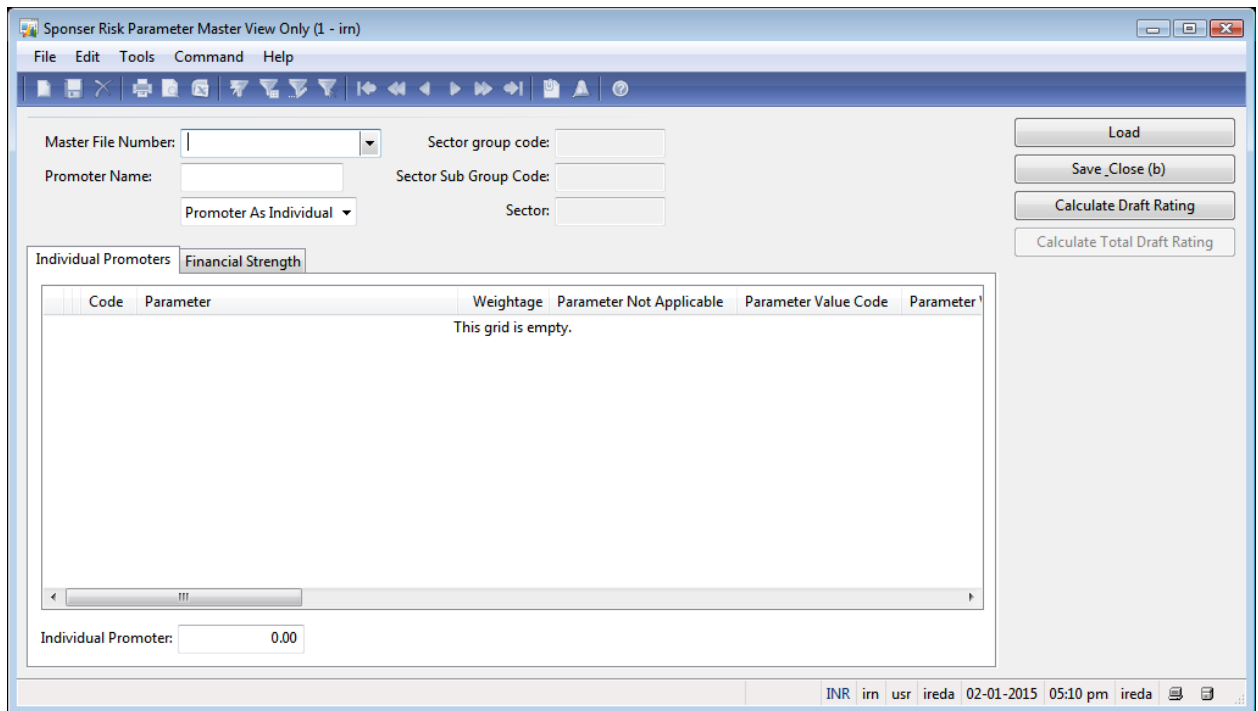 Sponser Risk Parameter Master View Only (1 - irn)
File Edit Tools Command Help
Master File Number: Sector group code: Load
Promoter Name: Sector Sub Group Code: Save_Close (b)
Promoter As Individual Sector: Calculate Draft Rating
Calculate Total Draft Rating
Individual Promoters Financial Strength
Code Parameter Weightage Parameter Not Applicable Parameter Value Code Parameter
This grid is empty.
Individual Promoter: 0.00
INR irn usr ireda 02-01-2015 05:10 pm ireda